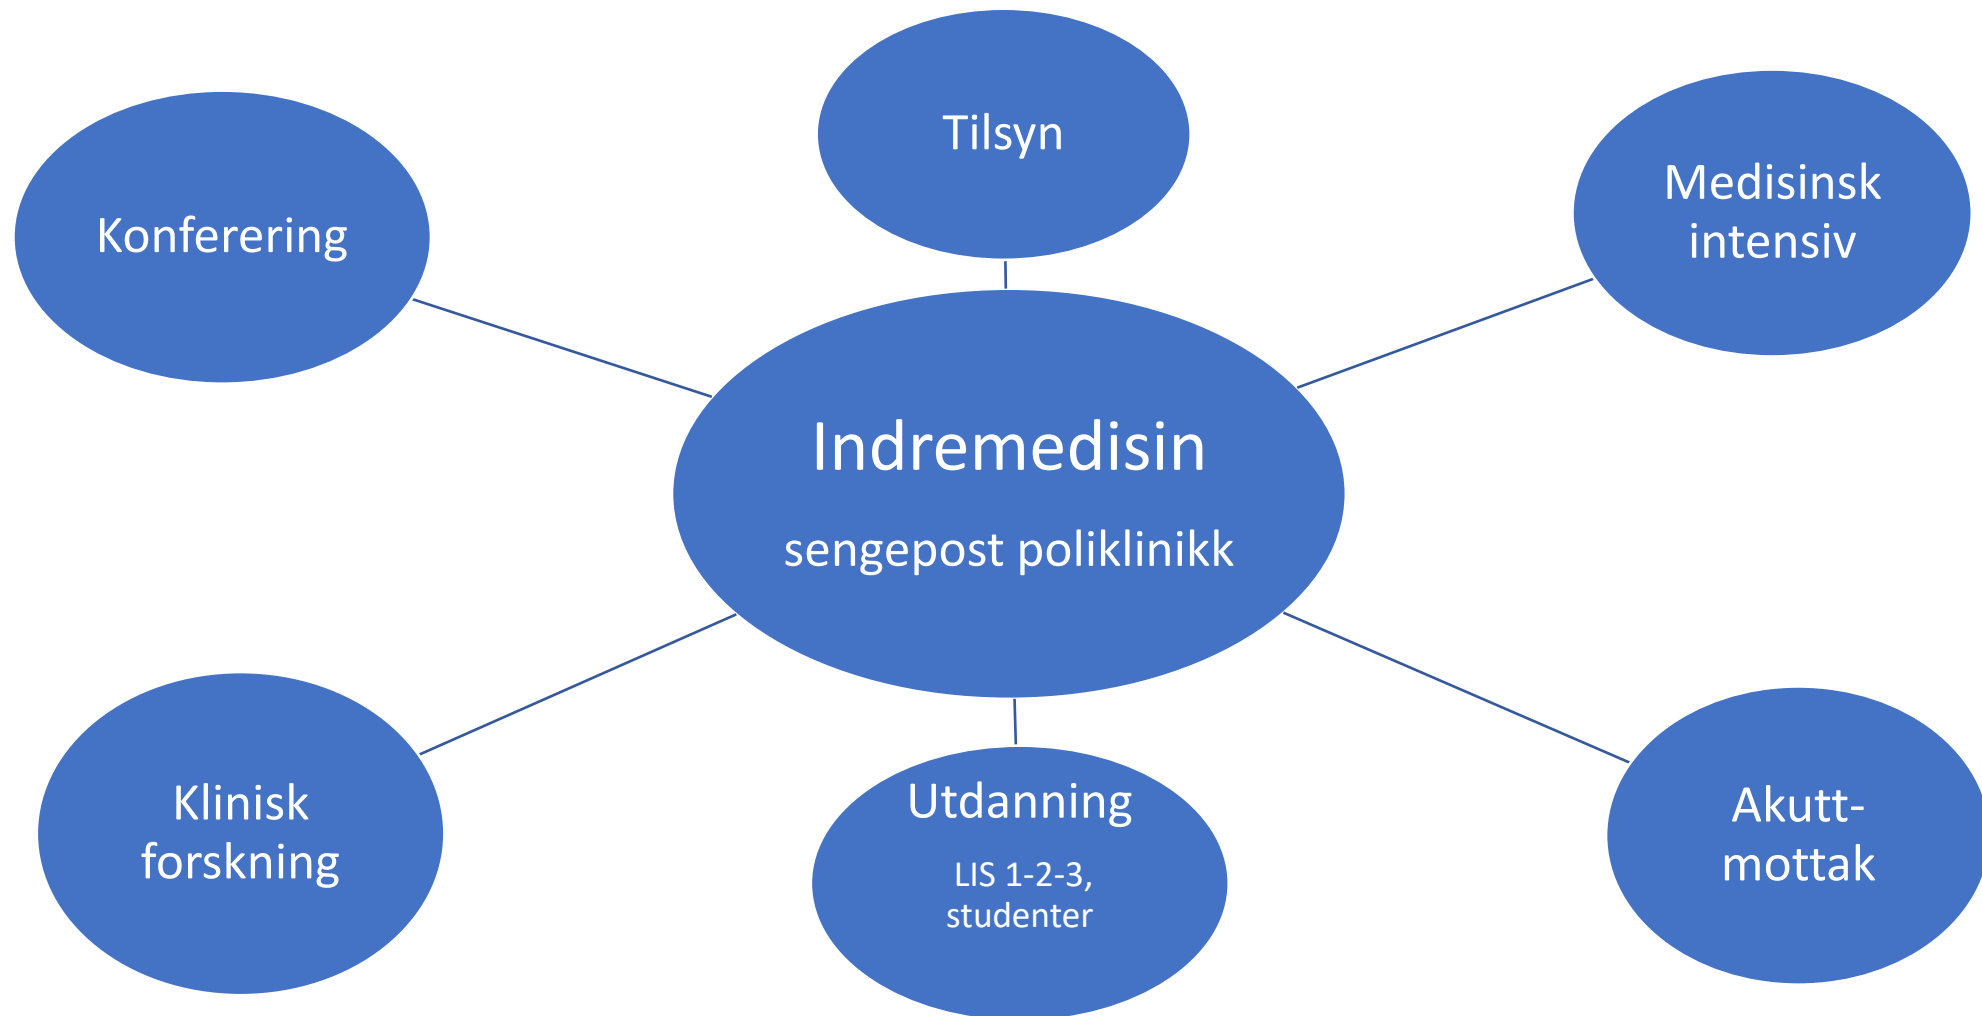 Tilsyn
Konferering
Medisinsk
intensiv
Indremedisin
sengepost poliklinikk
Klinisk
forskning
Utdanning
LIS 1-2-3,
studenter
Akutt-
mottak